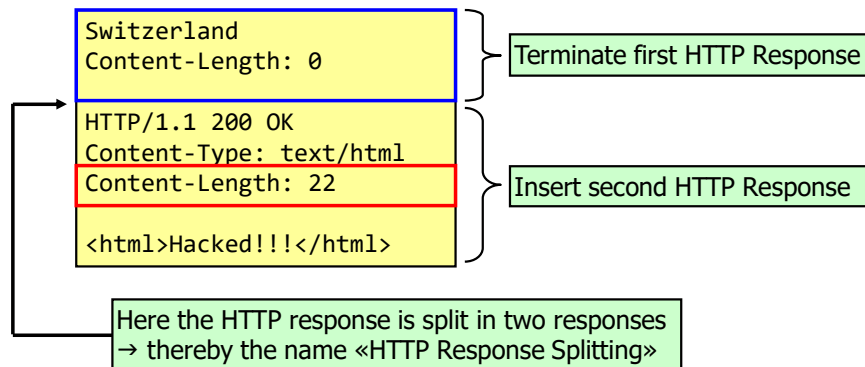 Switzerland
Content-Length: 0
Terminate first HTTP Response
HTTP/1.1 200 OK
Content-Type: text/html
Content-Length: 22
Insert second HTTP Response
<html>Hacked!!!</html>
Here the HTTP response is split in two responses
→ thereby the name «HTTP Response Splitting»